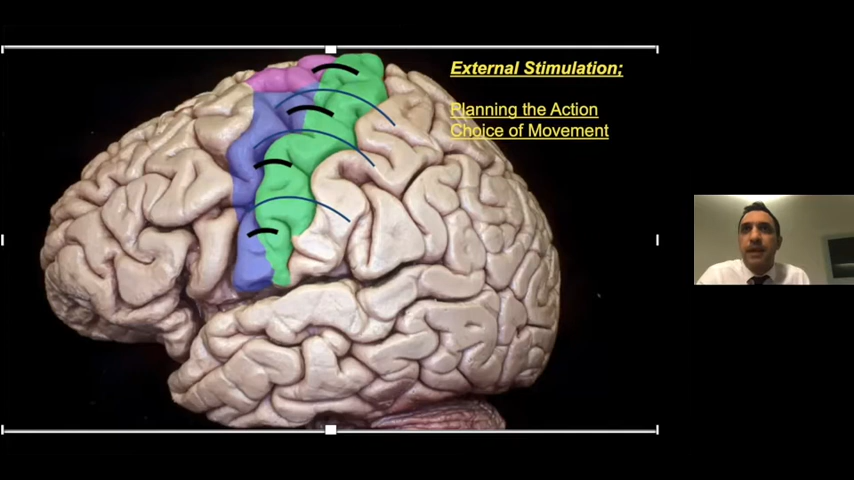 External Stimulation;
Planning the Action
Choice of Movement